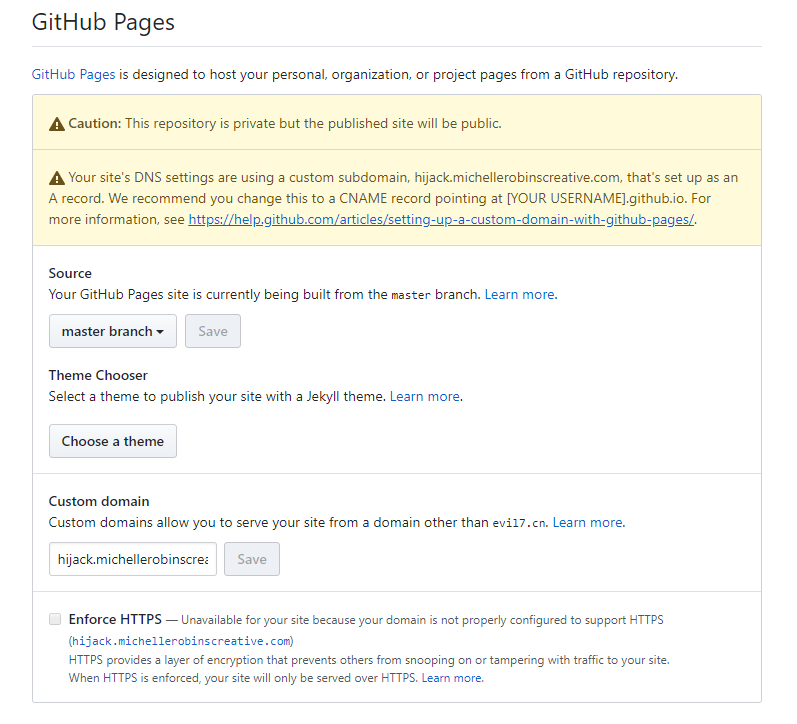 GitHub Pages
GitHub Pages is designed to host your personal, organization, or project pages from a GitHub repository.
Caution: This repository is private but the published site will be public.
Your site's DNS settings are using a custom subdomain, hijack.michellerobinscreative.com, that's set up as an
A record. We recommend you change this to a CNAME record pointing at [YOUR USERNAME].github.io. For
more information, see https://help.github.com/articles/setting-up-a-custom-domain-with-github-pages/.
Source
Your GitHub Pages site is currently being built from the master branch. Learn more.
master branch Save
Theme Chooser
Select a theme to publish your site with a Jekyll theme. Learn more.
Choose a theme
Custom domain
Custom domains allow you to serve your site from a domain other than evil7.cn. Learn more.
hijack.michellerobinscrea Save
Enforce HTTPS — Unavailable for your site because your domain is not properly configured to support HTTPS
(hijack.michellerobinscreative.com)
HTTPS provides a layer of encryption that prevents others from snooping on or tampering with traffic to your site.
When HTTPS is enforced, your site will only be served over HTTPS. Learn more.